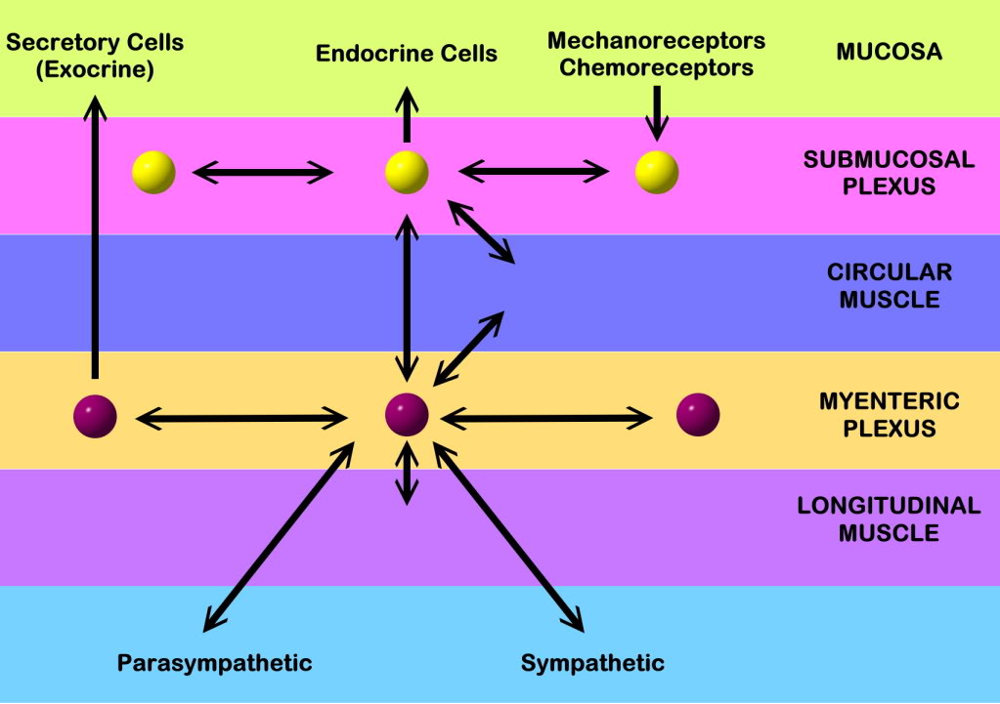 Secretory Cells
(Exocrine)
Endocrine Cells
Mechanoreceptors
Chemoreceptors
MUCOSA
SUBMUCOSAL
PLEXUS
CIRCULAR
MUSCLE
MYENTERIC
PLEXUS
LONGITUDINAL
MUSCLE
Parasympathetic
Sympathetic